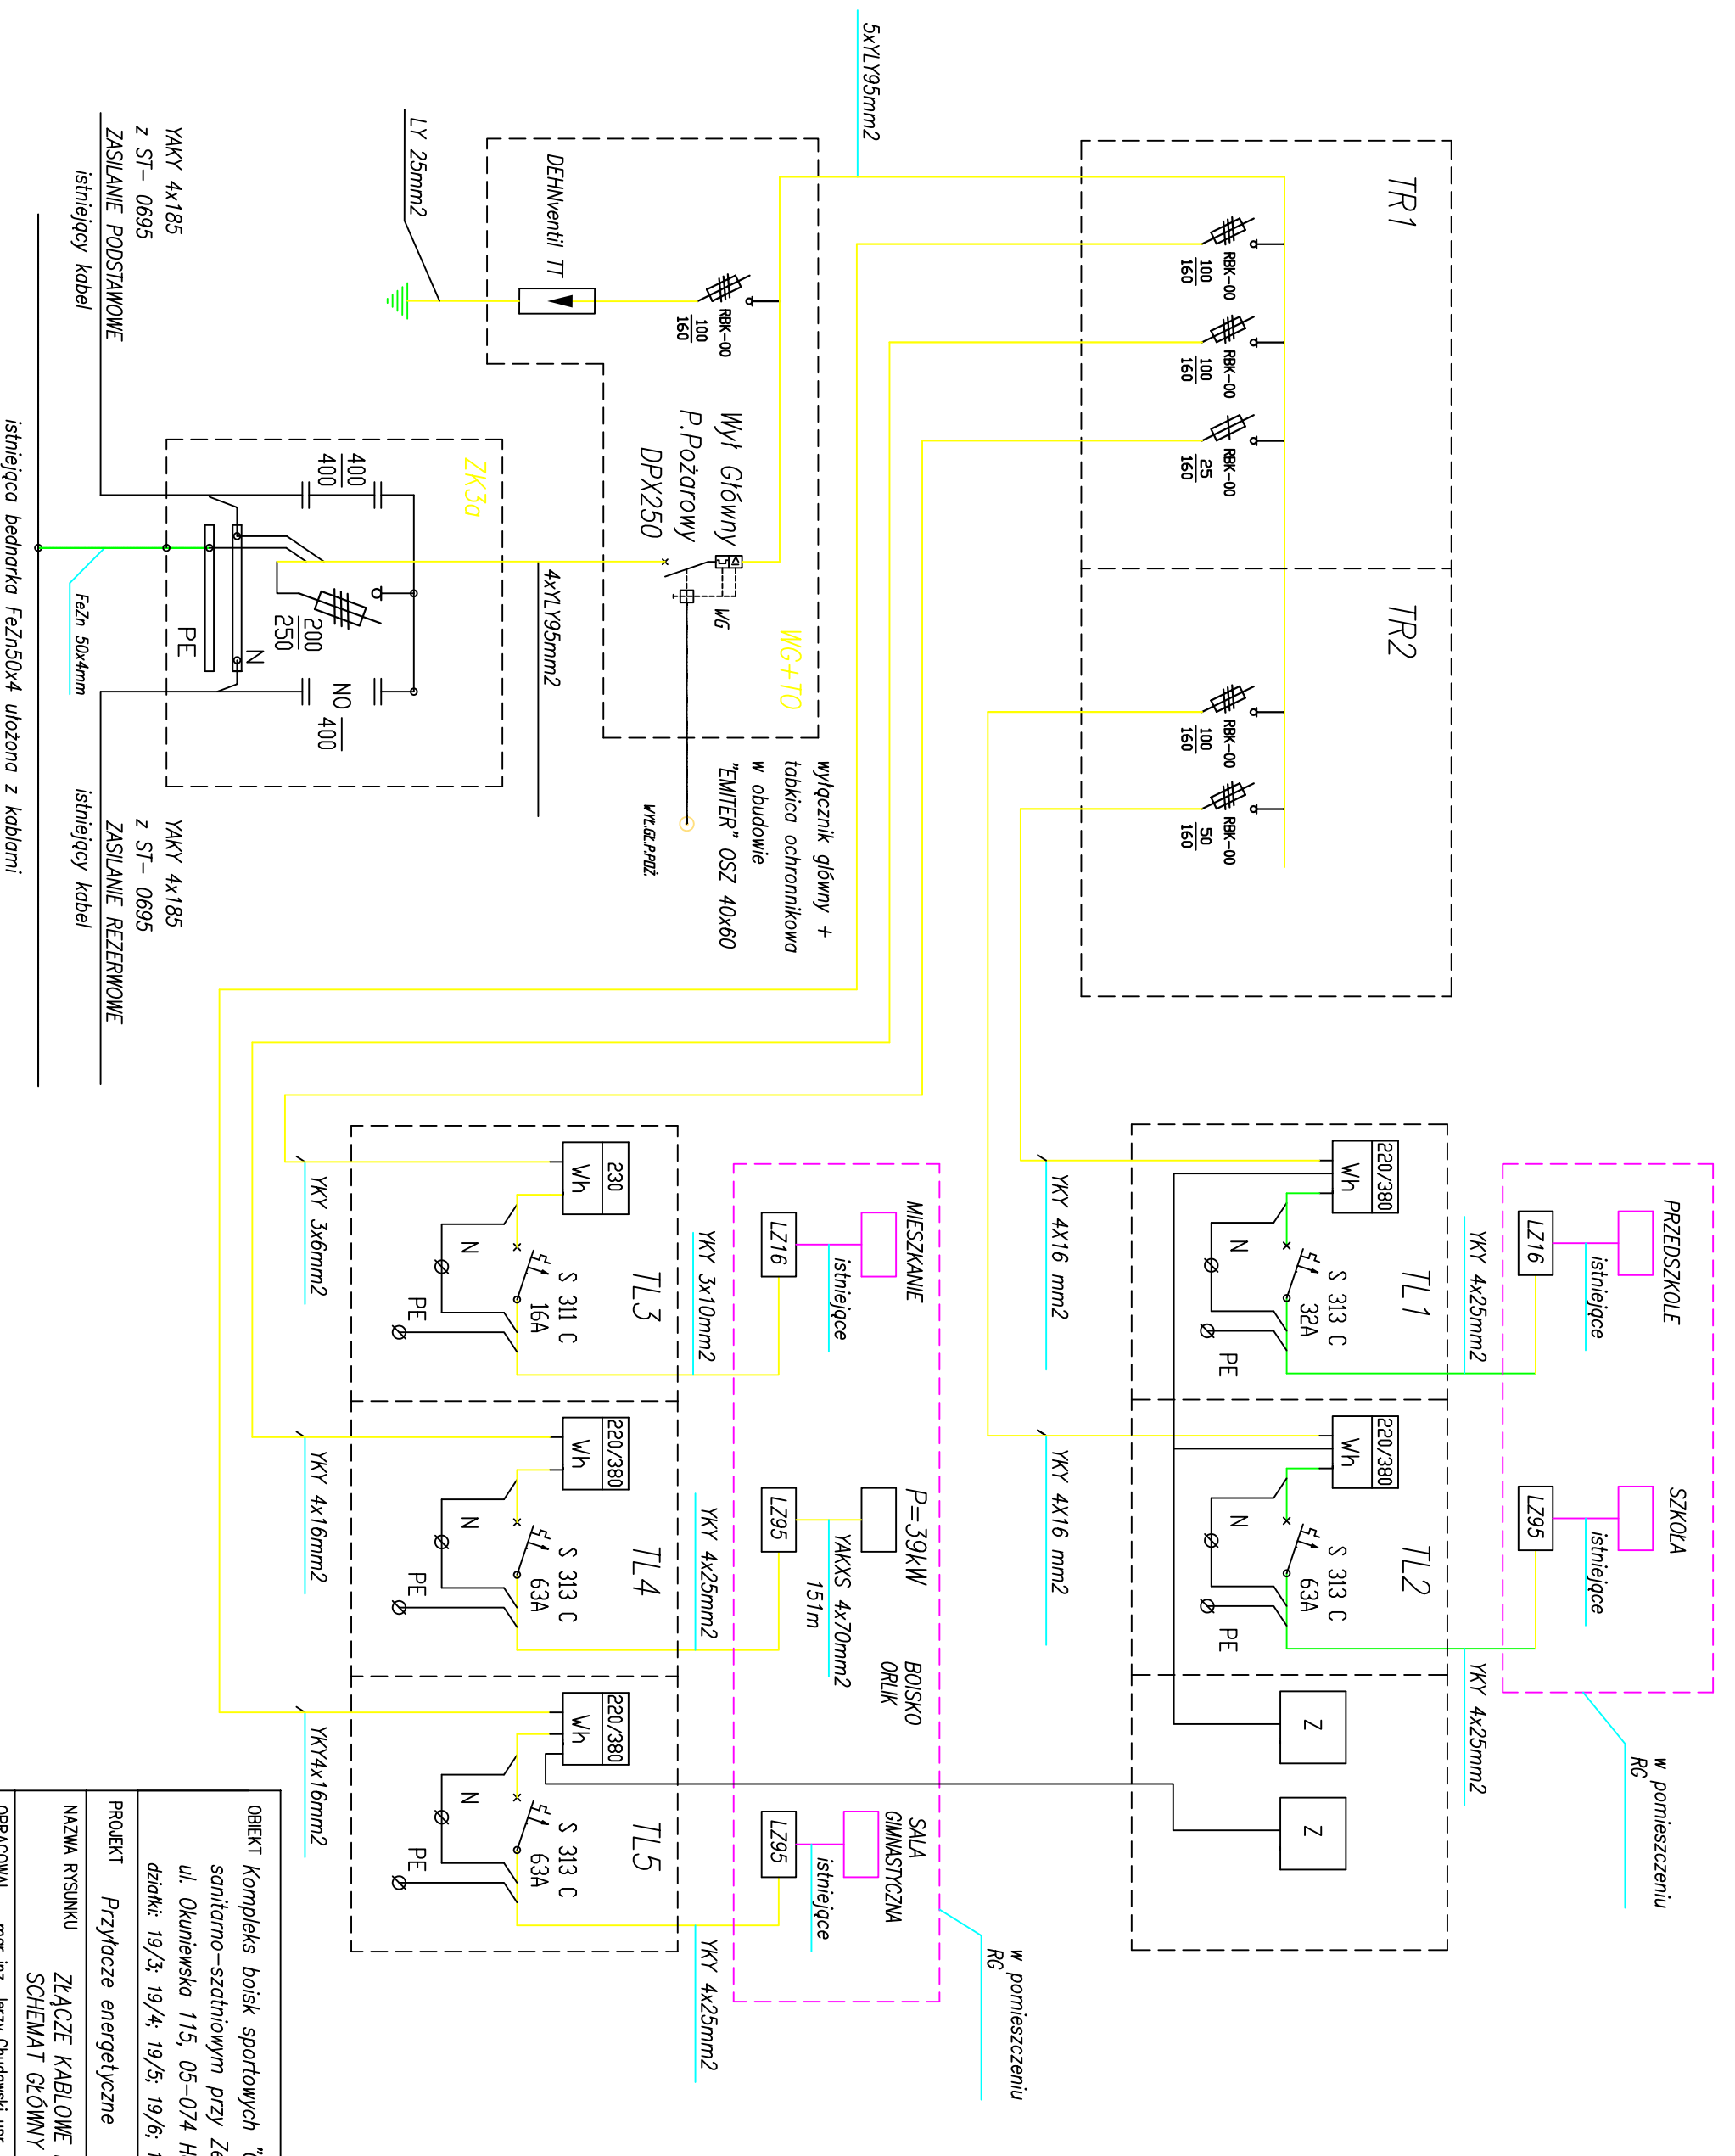 PRZEDSZKOLE
SZKOŁA
istniejące
istniejące
LZ16
LZ95
w pomieszczeniu
RG
YKY 4x25mm2
YKY 4x25mm2
TR1
TR2
RBK-00
100
160
RBK-00
100
160
RBK-00
25
160
RBK-00
100
160
RBK-00
50
160
TL1
TL2
220/380
Wh
S 313 C
32A
N
PE
220/380
Wh
S 313 C
63A
N
PE
Z
Z
YKY 4X16 mm2
YKY 4X16 mm2
5xYLY95mm2
MIESZKANIE
P=39kW
BOISKO
ORLIK
SALA
GIMNASTYCZNA
istniejące
YAKXS 4x70mm2
151m
istniejące
LZ16
LZ95
LZ95
w pomieszczeniu
RG
YKY 3x10mm2
YKY 4x25mm2
YKY 4x25mm2
WG+TO
wyłącznik główny +
tabkica ochronnikowa
w obudowie
"EMITER" OSZ 40x60
Wył Główny
P.Pożarowy
DPX250
WG
WYŁ.GŁ.P.POŻ.
RBK-00
100
160
DEHNventil TT
LY 25mm2
4xYLY95mm2
TL3
TL4
TL5
230
Wh
S 311 C
16A
N
PE
220/380
Wh
S 313 C
63A
N
PE
220/380
Wh
S 313 C
63A
N
PE
YKY 3x6mm2
YKY 4x16mm2
YKY4x16mm2
ZK3a
400
400
200
250
NO
400
N
PE
YAKY 4x185
z ST- 0695
ZASILANIE PODSTAWOWE
istniejący kabel
FeZn 50x4mm
YAKY 4x185
z ST- 0695
ZASILANIE REZERWOWE
istniejący kabel
istniejąca bednarka FeZn50x4 ułożona z kablami
OBIEKT Kompleks boisk sportowych
sanitarno-szatniowym przy
ul. Okuniewska 115, 05-074
działki: 19/3; 19/4; 19/5; 19/6;
PROJEKT Przyłacze energetyczne
NAZWA RYSUNKU ZŁĄCZE KABLOWE
SCHEMAT GŁÓWNY